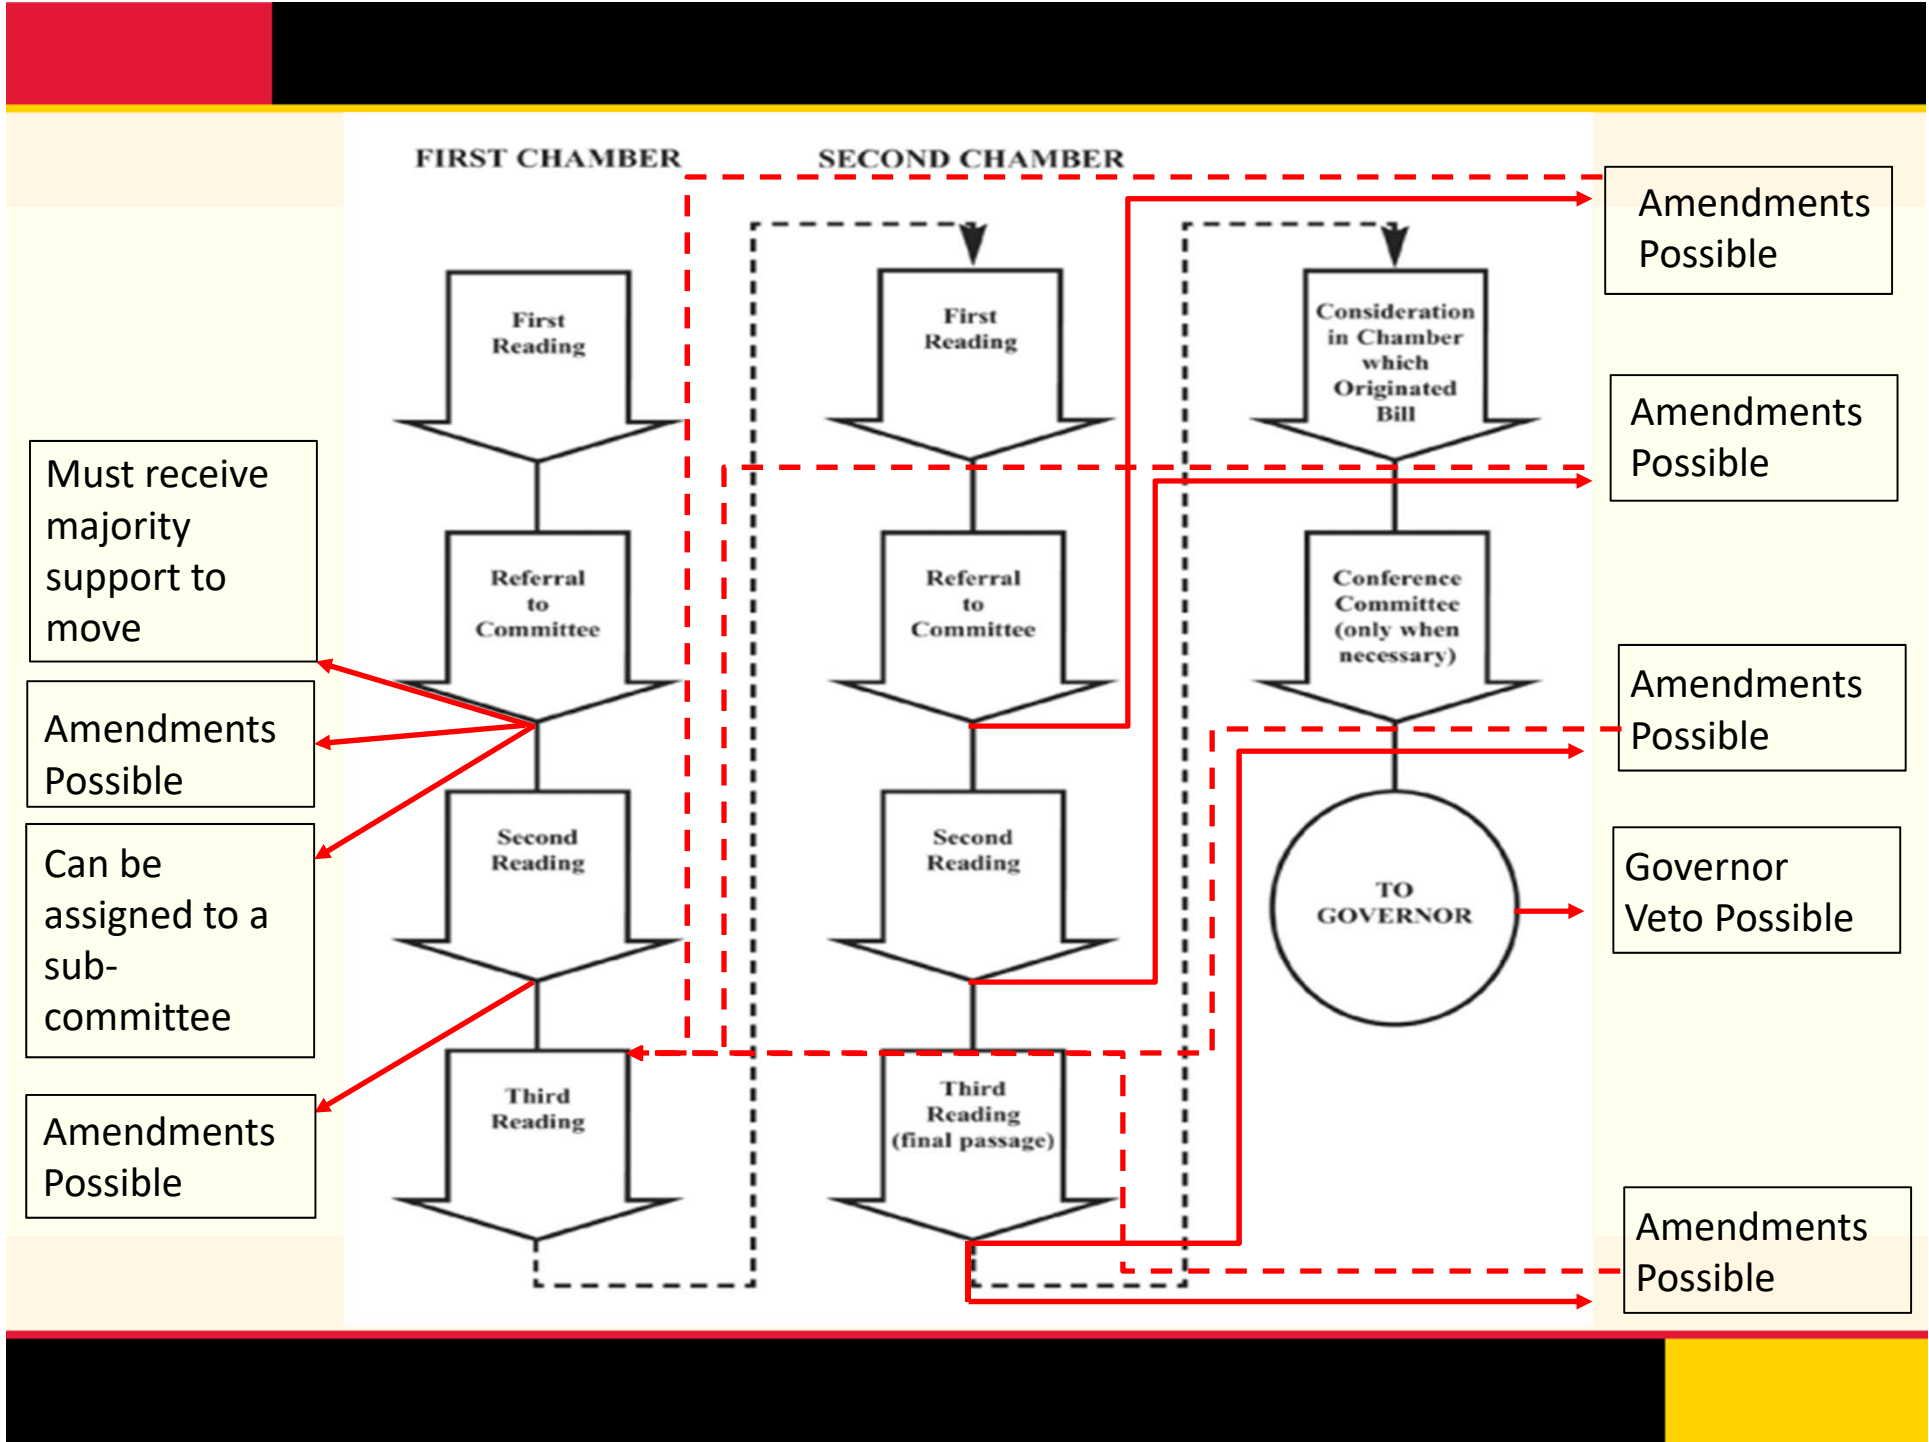 FIRST CHAMBER
SECOND CHAMBER
Must receive
majority
support to
move
Amendments
Possible
Can be
assigned to a
sub-
committee
Amendments
Possible
First
Reading
Referral
to
Committee
Second
Reading
Third
Reading
First
Reading
Referral
to
Committee
Second
Reading
Third
Reading
(final passage)
Consideration
in Chamber
which
Originated
Bill
Conference
Committee
(only when
necessary)
TO
GOVERNOR
Amendments
Possible
Amendments
Possible
Amendments
Possible
Governor
Veto Possible
Amendments
Possible